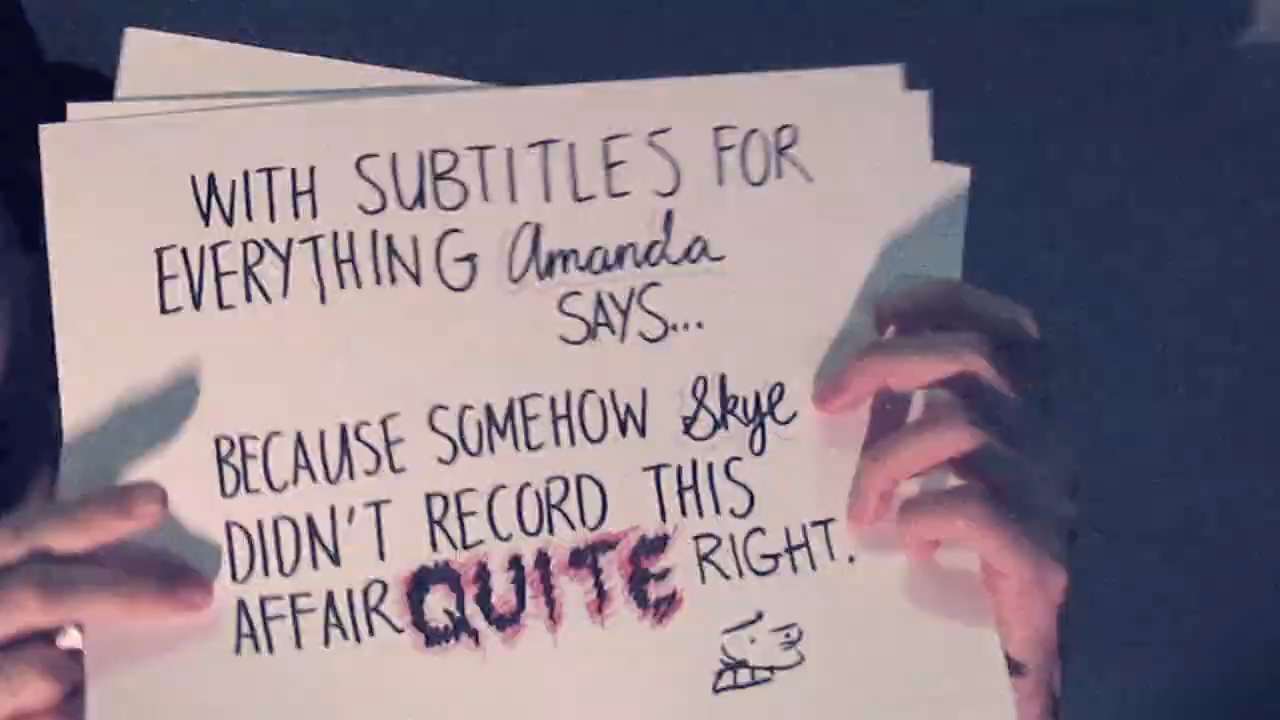 WITH SUBTITLES FOR
EVERYTHING Amanda
SAYS...
BECAUSE SOMEHOW Skye
DIDN'T RECORD THIS
AFFAIR QUITE RIGHT.